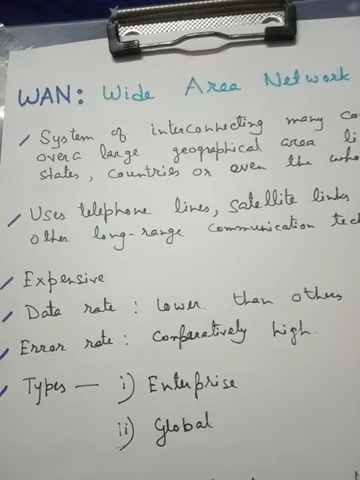 WAN: Wide Area Network
System of interconnecting many
over a large geographical area
states, countries or even the
Uses telephone lines, satellite links
other long-range communication
Expensive
Data rate: lower than others
Error rate: comparatively high.
Types — i) Enterprise
ii) Global